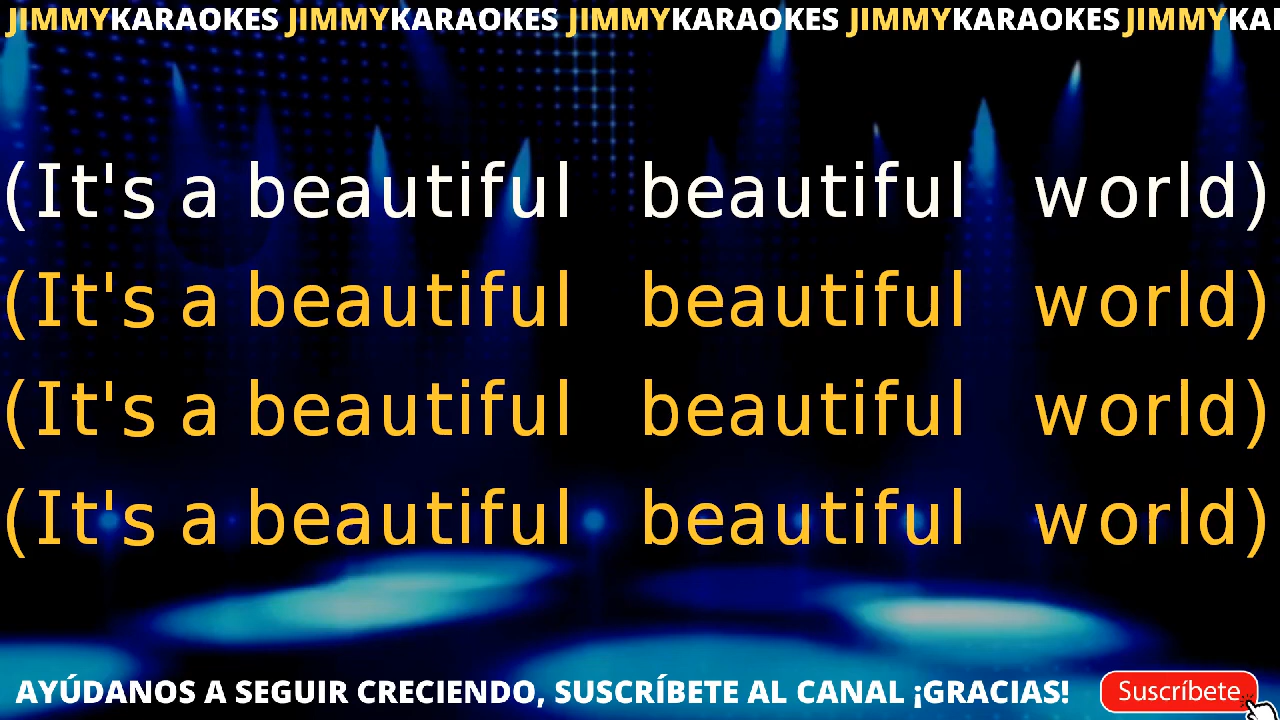 JIMMYKARAOKES JIMMYKARAOKES JIMMYKARAOKES JIMMYKARAOKES JIMMYKA
(It's a beautiful beautiful world)
(It's a beautiful beautiful world)
(It's a beautiful beautiful world)
(It's a beautiful beautiful world)
AYÚDANOS A SEGUIR CRECIENDO, SUSCRÍBETE AL CANAL ¡GRACIAS! Suscríbete